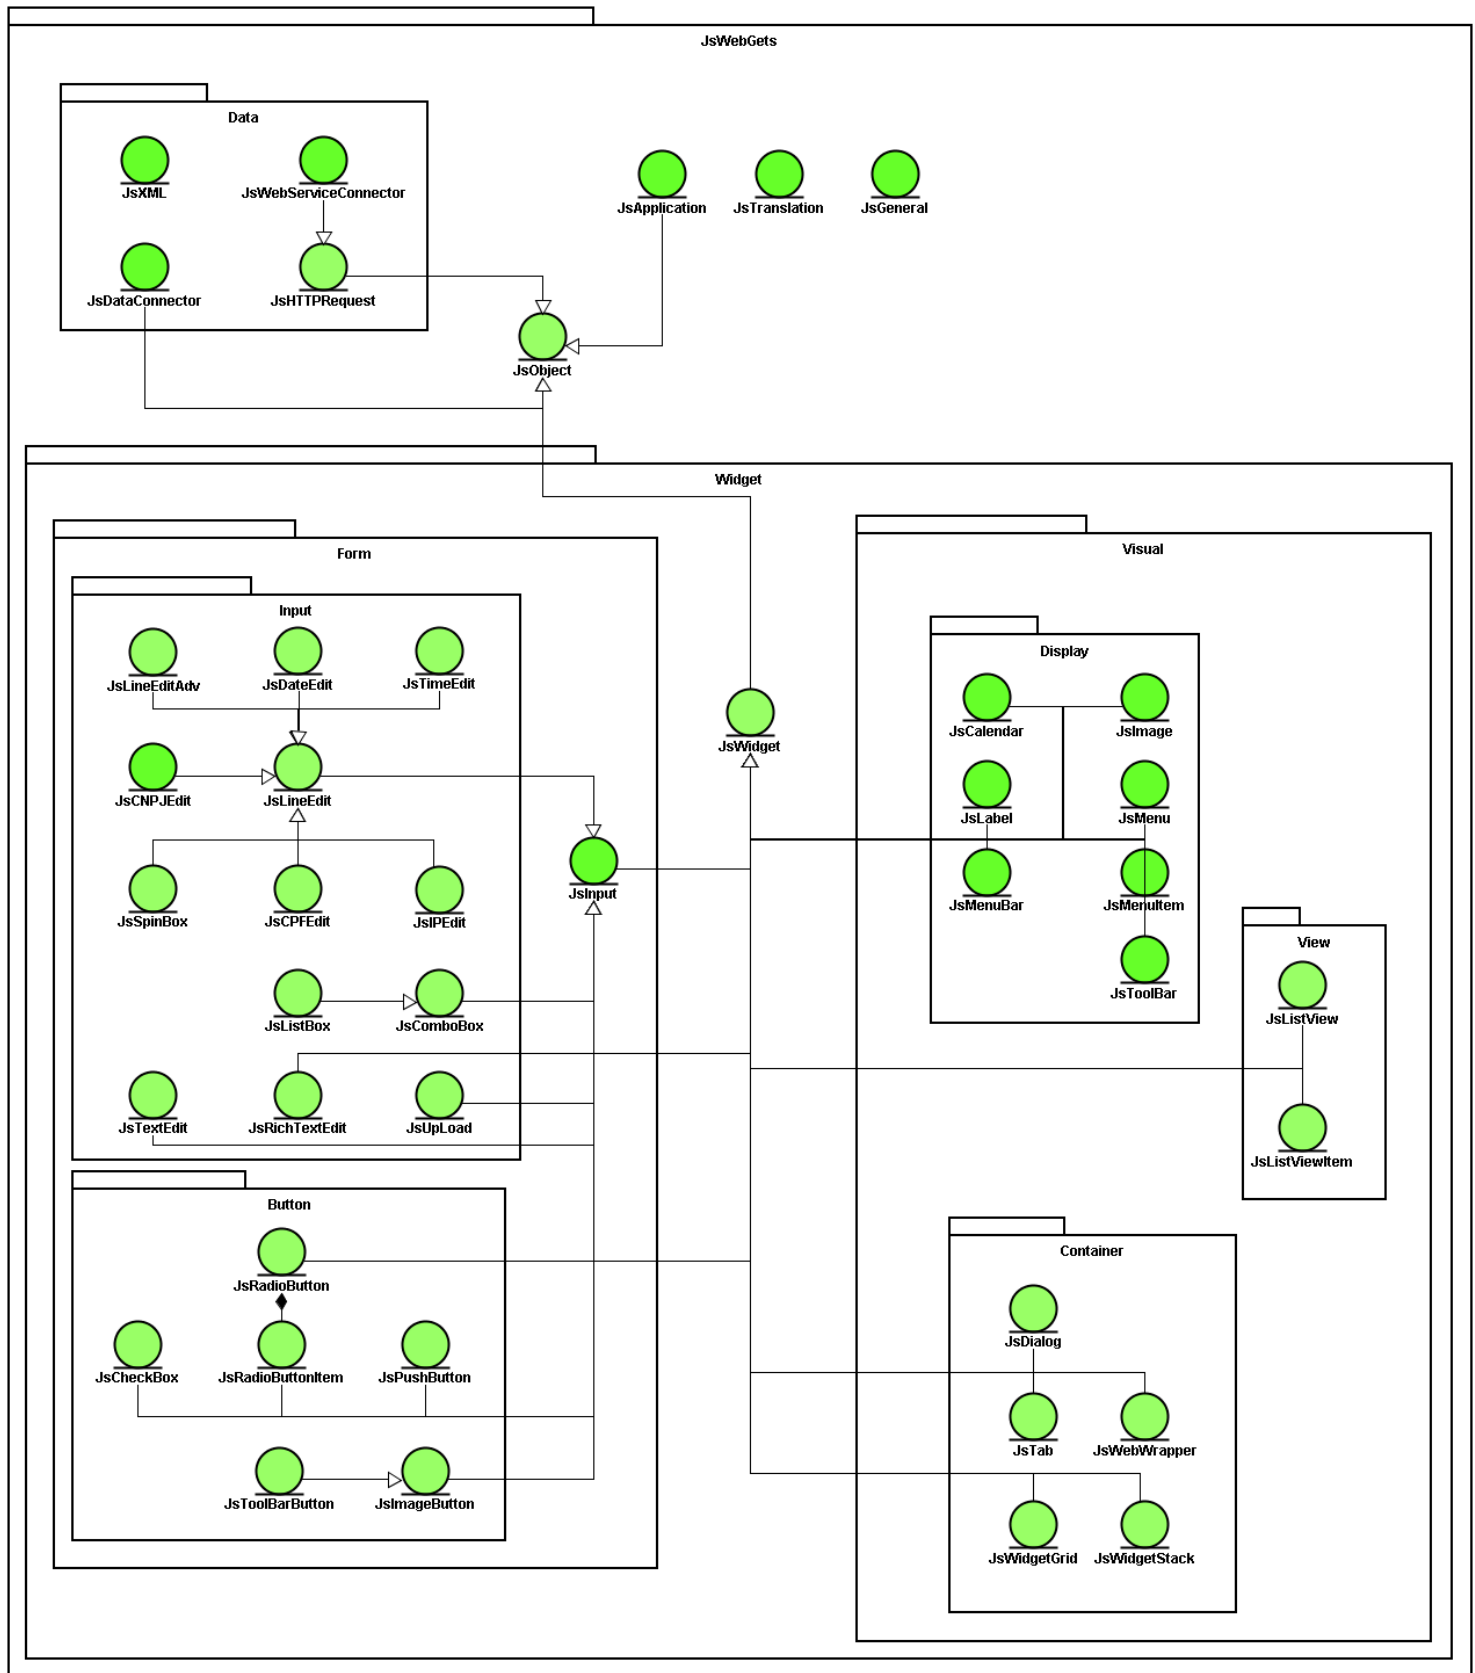 JsWebGets
Data
JsXML
JsWebServiceConnector
JsDataConnector
JsHTTPRequest
JsApplication
JsTranslation
JsGeneral
JsObject
Widget
Form
Input
JsLineEditAdv
JsDateEdit
JsTimeEdit
JsCNPJEdit
JsLineEdit
JsSpinBox
JsCPFEdit
JsIPEdit
JsListBox
JsComboBox
JsTextEdit
JsRichTextEdit
JsUpLoad
JsInput
Button
JsRadioButton
JsCheckBox
JsRadioButtonItem
JsPushButton
JsToolBarButton
JsImageButton
JsWidget
Visual
Display
JsCalendar
JsImage
JsLabel
JsMenu
JsMenuBar
JsMenuItem
JsToolBar
View
JsListView
JsListViewItem
Container
JsDialog
JsTab
JsWebWrapper
JsWidgetGrid
JsWidgetStack